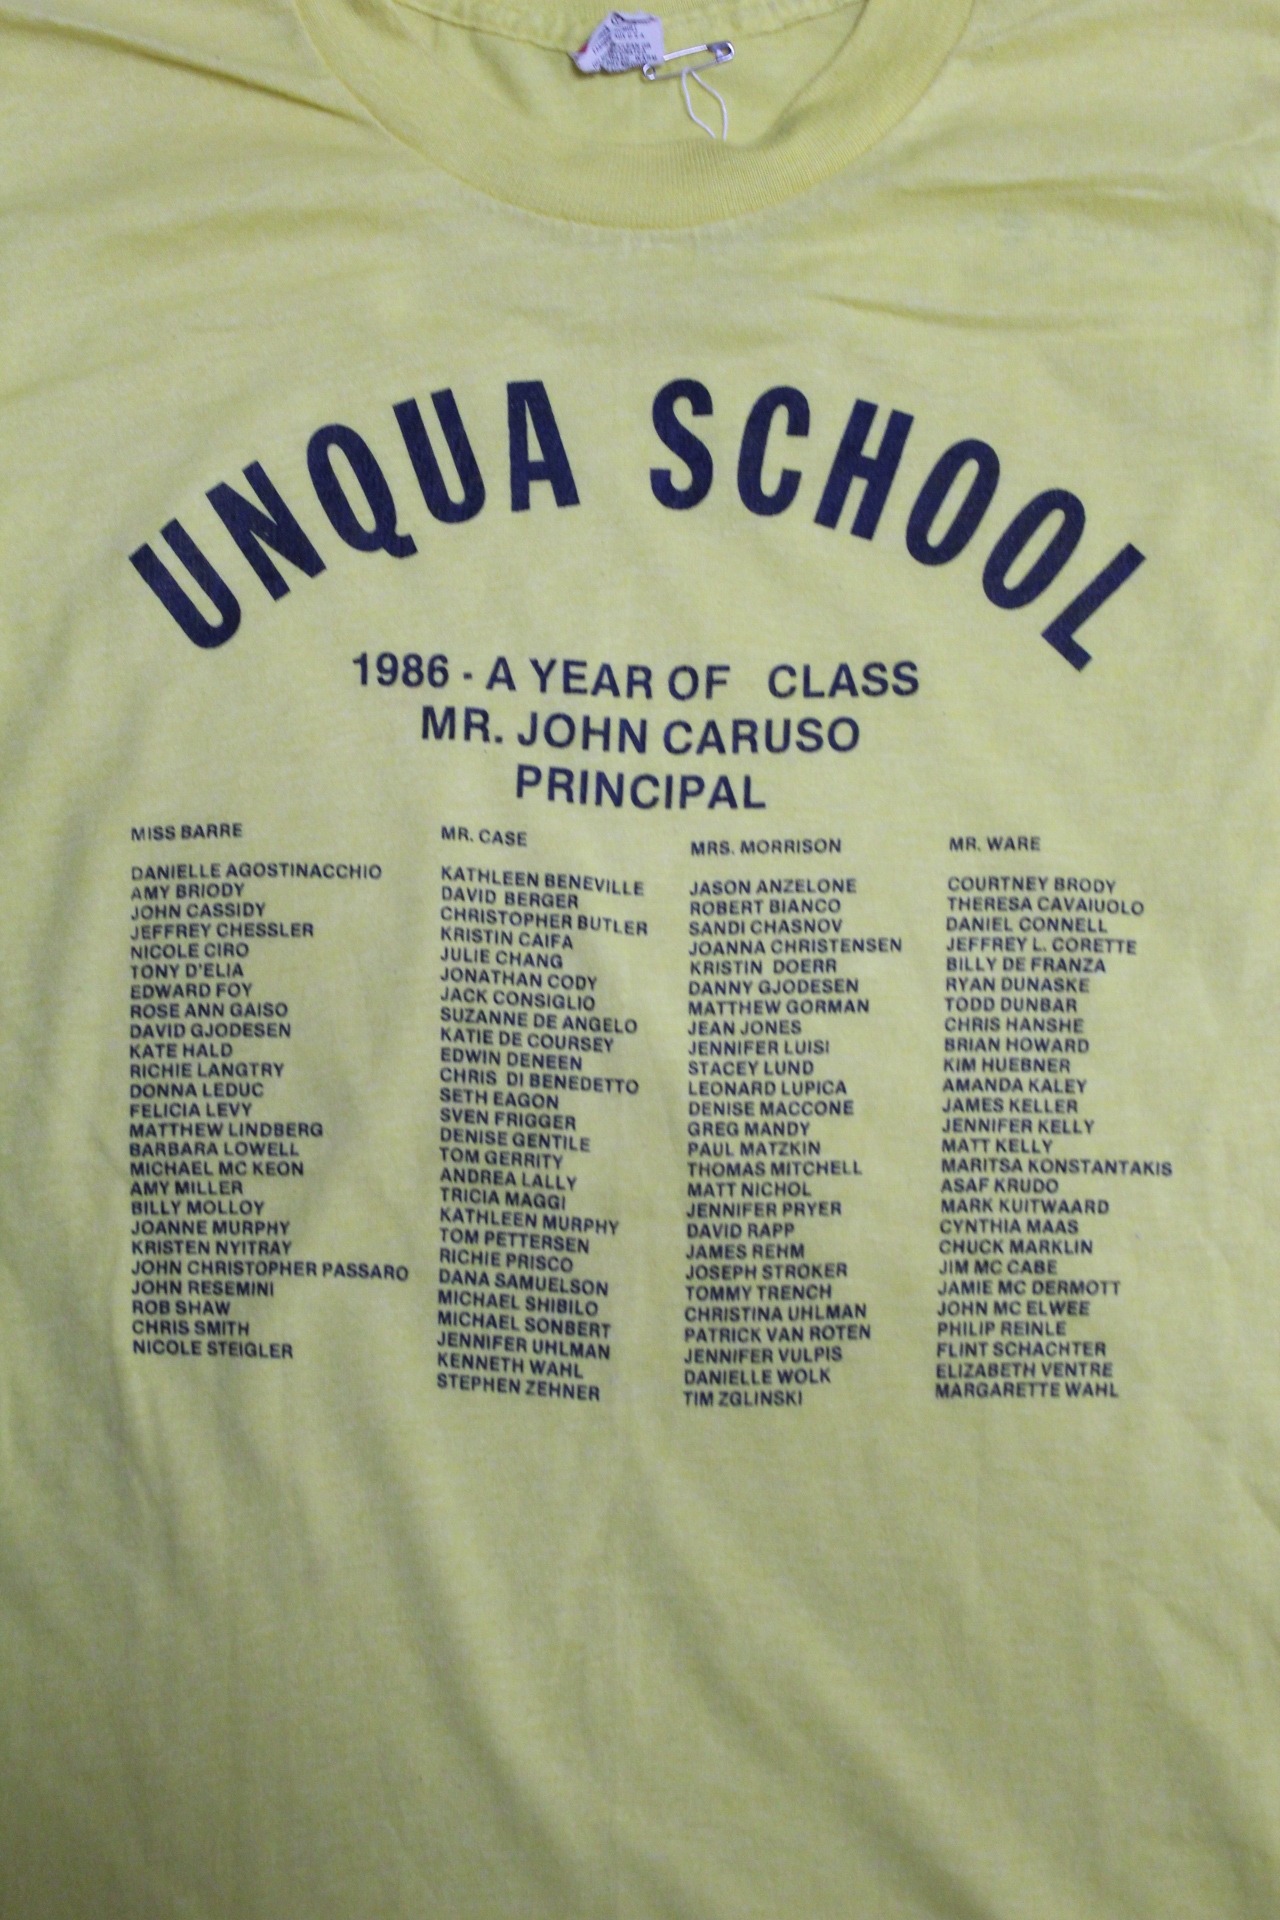 UNQUA SCHOOL
1986 - A YEAR OF CLASS
MR. JOHN CARUSO
PRINCIPAL
MISS BARRE
DANIELLE AGOSTINACCHIO
AMY BRIODY
JOHN CASSIDY
JEFFREY CHESSLER
NICOLE CIRO
TONY D'ELIA
EDWARD FOY
ROSE ANN GAISO
DAVID GJODESEN
KATE HALD
RICHIE LANGTRY
DONNA LEDUC
FELICIA LEVY
MATTHEW LINDBERG
BARBARA LOWELL
MICHAEL MC KEON
AMY MILLER
BILLY MOLLOY
JOANNE MURPHY
KRISTEN NYITRAY
JOHN CHRISTOPHER PASSARO
JOHN RESEMINI
ROB SHAW
CHRIS SMITH
NICOLE STEIGLER
MR. CASE
KATHLEEN BENEVILLE
DAVID BERGER
CHRISTOPHER BUTLER
KRISTIN CAIFA
JULIE CHANG
JONATHAN CODY
JACK CONSIGLIO
SUZANNE DE ANGELO
KATIE DE COURSEY
EDWIN DENEEN
CHRIS DI BENEDETTO
SETH EAGON
SVEN FRIGGER
DENISE GENTILE
TOM GERRITY
ANDREA LALLY
TRICIA MAGGI
KATHLEEN MURPHY
TOM PETTERSEN
RICHIE PRISCO
DANA SAMUELSON
MICHAEL SHIBILO
MICHAEL SONBERT
JENNIFER UHLMAN
KENNETH WAHL
STEPHEN ZEHNER
MRS. MORRISON
JASON ANZELONE
ROBERT BIANCO
SANDI CHASNOV
JOANNA CHRISTENSEN
KRISTIN DOERR
DANNY GJODESEN
MATTHEW GORMAN
JEAN JONES
JENNIFER LUISI
STACEY LUND
LEONARD LUPICA
DENISE MACCONE
GREG MANDY
PAUL MATZKIN
THOMAS MITCHELL
MATT NICHOL
JENNIFER PRYER
DAVID RAPP
JAMES REHM
JOSEPH STROKER
TOMMY TRENCH
CHRISTINA UHLMAN
PATRICK VAN ROTEN
JENNIFER VULPIS
DANIELLE WOLK
TIM ZGLINSKI
MR. WARE
COURTNEY BRODY
THERESA CAVAIUOLO
DANIEL CONNELL
JEFFREY L. CORETTE
BILLY DE FRANZA
RYAN DUNASKE
TODD DUNBAR
CHRIS HANSHE
BRIAN HOWARD
KIM HUEBNER
AMANDA KALEY
JAMES KELLER
JENNIFER KELLY
MATT KELLY
MARITSA KONSTANTAKIS
ASAF KRUDO
MARK KUITWAARD
CYNTHIA MAAS
CHUCK MARKLIN
JIM MC CABE
JAMIE MC DERMOTT
JOHN MC ELWEE
PHILIP REINLE
FLINT SCHACHTER
ELIZABETH VENTRE
MARGARETTE WAHL